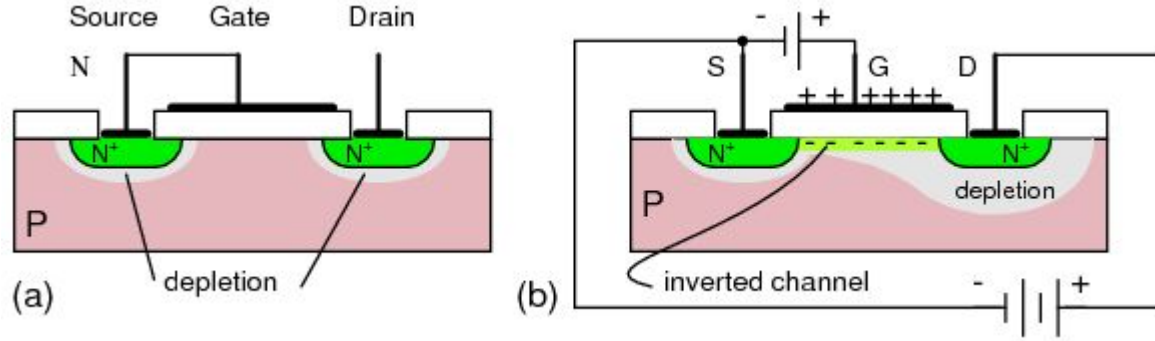 Source Gate Drain
N
N+ N+
P
depletion
(a)
- +
S G D
+ + + + + + +
- - - - - - -
N+ N+
depletion
P
inverted channel
(b)
- +